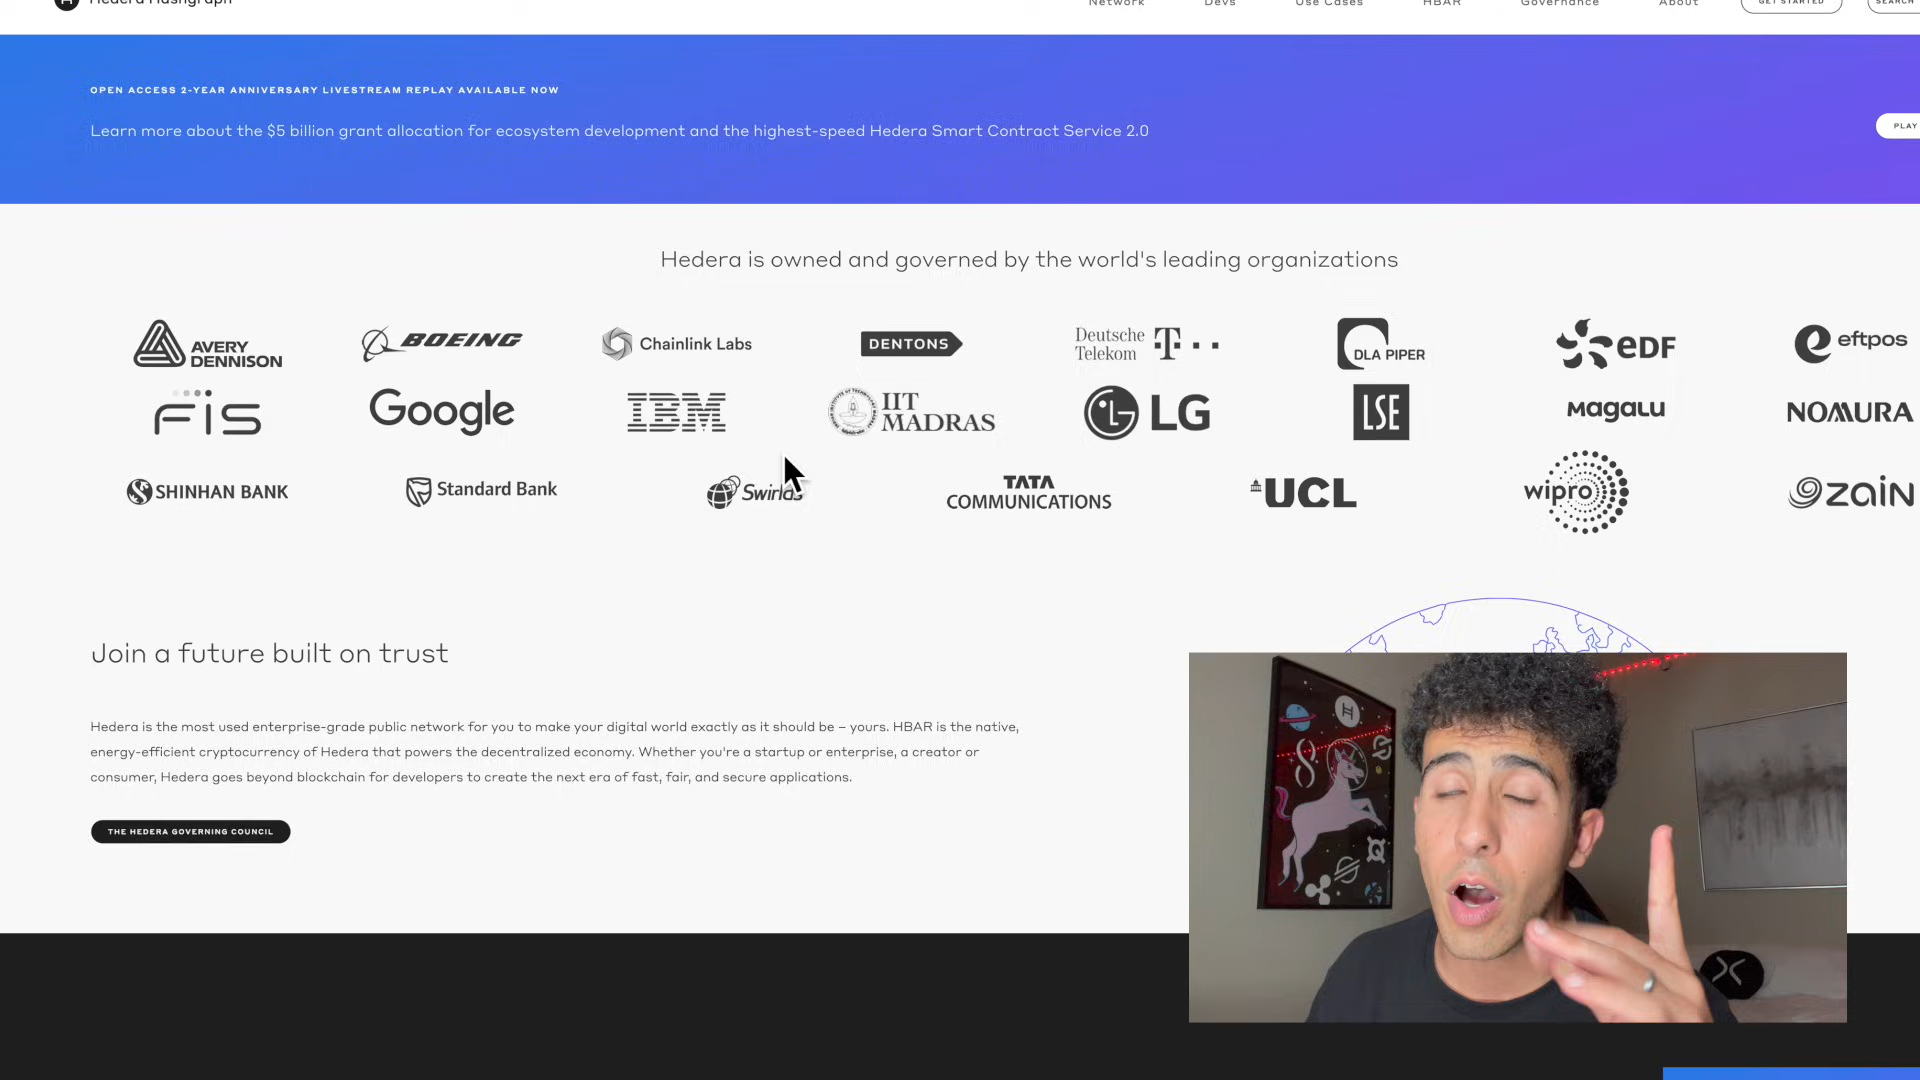 Hedera Hashgraph
Network Devs Use Cases HBAR Governance About GET STARTED SEARCH
OPEN ACCESS 2-YEAR ANNIVERSARY LIVESTREAM REPLAY AVAILABLE NOW
Learn more about the $5 billion grant allocation for ecosystem development and the highest-speed Hedera Smart Contract Service 2.0
PLAY
Hedera is owned and governed by the world's leading organizations
AVERY
DENNISON
BOEING
Chainlink Labs
DENTONS
Deutsche
Telekom T
DLA PIPER
eDF
eftpos
FIS
Google
IBM
IIT
MADRAS
LG
LSE
Magalu
NOMURA
SHINHAN BANK
Standard Bank
Swirlds
TATA
COMMUNICATIONS
UCL
wipro
zain
Join a future built on trust
Hedera is the most used enterprise-grade public network for you to make your digital world exactly as it should be – yours. HBAR is the native,
energy-efficient cryptocurrency of Hedera that powers the decentralized economy. Whether you're a startup or enterprise, a creator or
consumer, Hedera goes beyond blockchain for developers to create the next era of fast, fair, and secure applications.
THE HEDERA GOVERNING COUNCIL